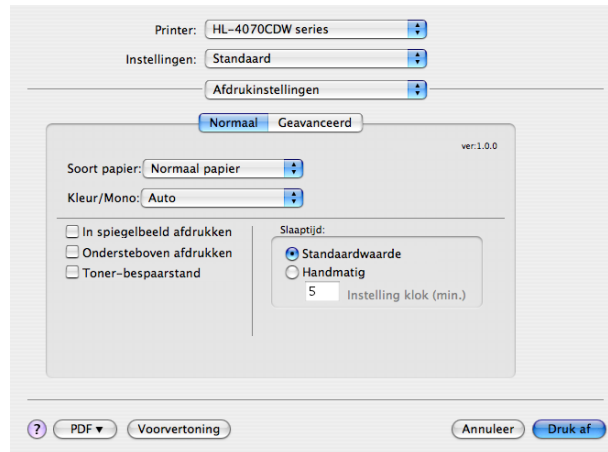 Printer: HL-4070CDW series
Instellingen: Standaard
Afdrukinstellingen
Normaal Geavanceerd
ver:1.0.0
Soort papier: Normaal papier
Kleur/Mono: Auto
In spiegelbeeld afdrukken
Ondersteboven afdrukken
Toner-bespaarstand
Slaaptijd:
Standaardwaarde
Handmatig
5 Instelling klok (min.)
? PDF▼ Voorvertoning Annuleer Druk af